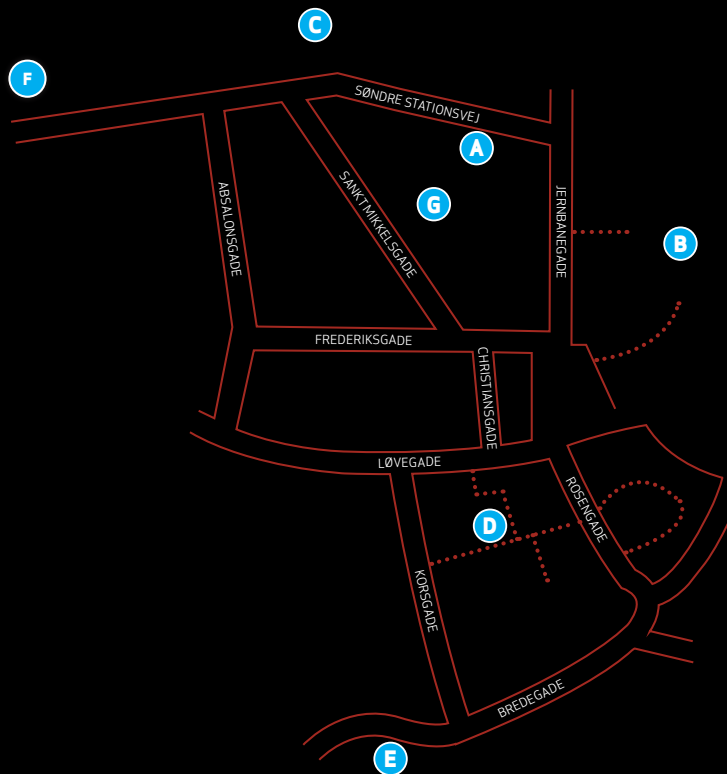 C
F
SØNDRE STATIONSVEJ
A
ABSALONSGADE
SANKT MIKKELSGADE
G
JERNBANEGADE
B
FREDERIKSGADE
CHRISTIANSGADE
LØVEGADE
ROSENGADE
D
KORSGADE
BREDEGADE
E